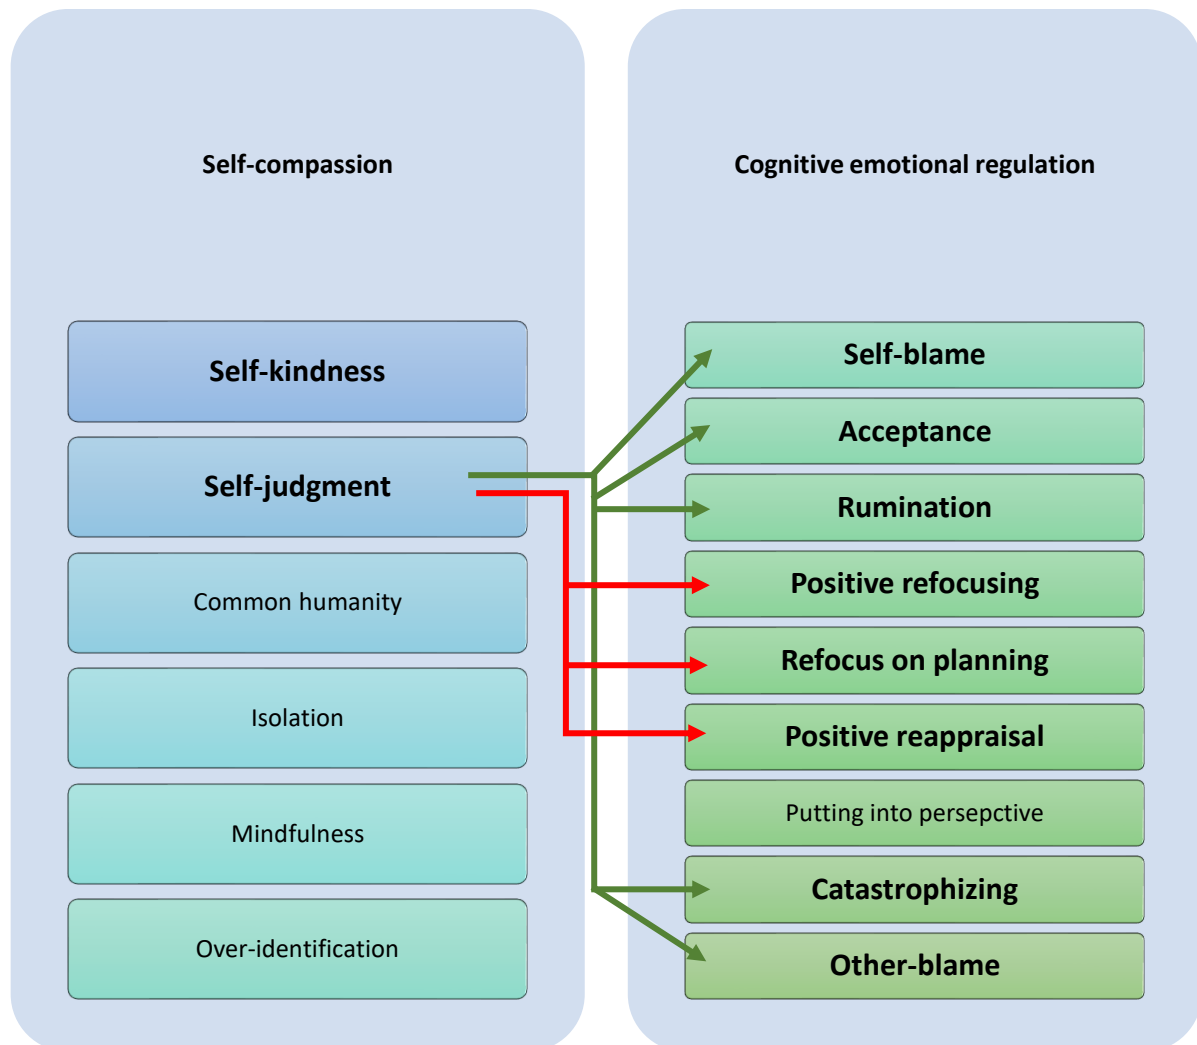 Self-compassion
Self-kindness
Self-judgment
Common humanity
Isolation
Mindfulness
Over-identification
Cognitive emotional regulation
Self-blame
Acceptance
Rumination
Positive refocusing
Refocus on planning
Positive reappraisal
Putting into persepctive
Catastrophizing
Other-blame